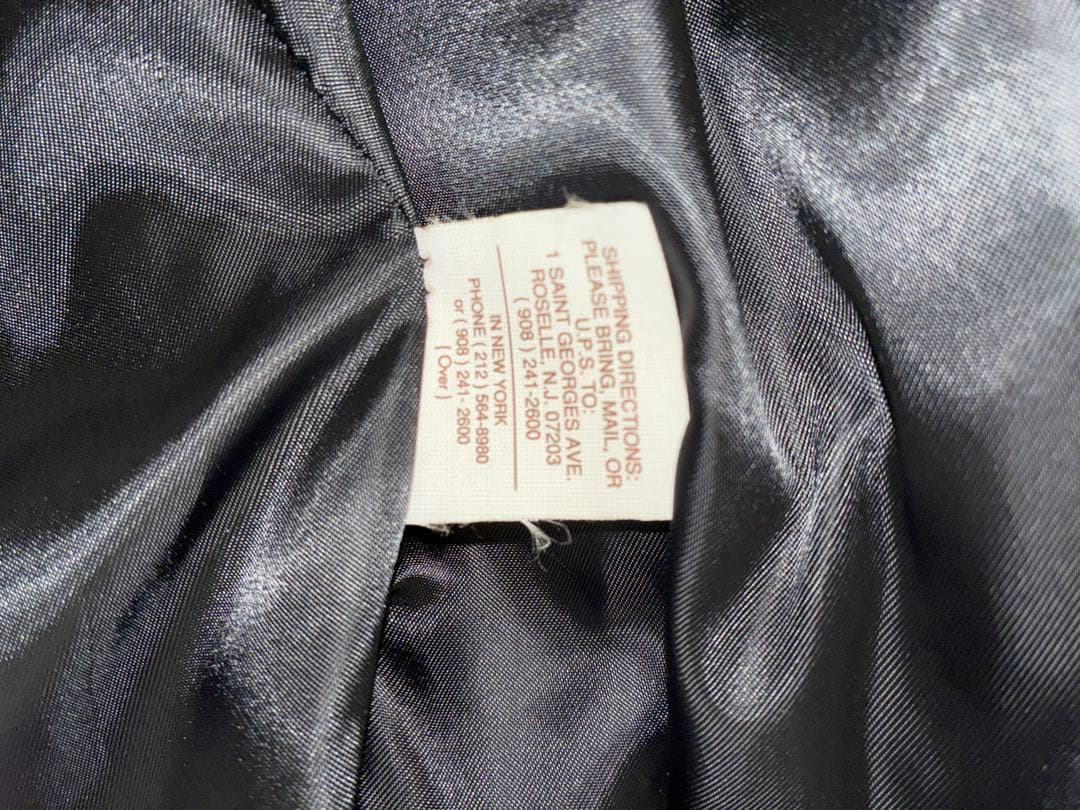 SHIPPING DIRECTIONS:
PLEASE BRING, MAIL, OR
U.P.S. TO:
1 SAINT GEORGES AVE.
ROSELLE, N.J. 07203
( 908 ) 241-2600
IN NEW YORK
PHONE ( 212 ) 564-8980
or ( 908 ) 241- 2600
( Over )